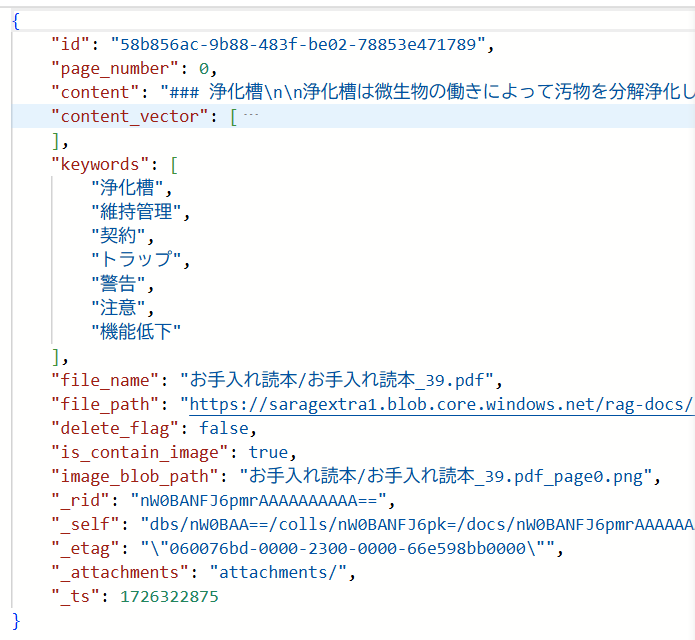 {
"id": "58b856ac-9b88-483f-be02-78853e471789",
"page_number": 0,
"content": "### 浄化槽\n\n浄化槽は微生物の働きによって汚物を分解浄化し
"content_vector": [ ...
],
"keywords": [
"浄化槽",
"維持管理",
"契約",
"トラップ",
"警告",
"注意",
"機能低下"
],
"file_name": "お手入れ読本/お手入れ読本_39.pdf",
"file_path": "https://saragextra1.blob.core.windows.net/rag-docs/
"delete_flag": false,
"is_contain_image": true,
"image_blob_path": "お手入れ読本/お手入れ読本_39.pdf_page0.png",
"_rid": "nW0BANFJ6pmrAAAAAAAAAA==",
"_self": "dbs/nW0BAA==/colls/nW0BANFJ6pk=/docs/nW0BANFJ6pmrAAAAAA
"_etag": "\"060076bd-0000-2300-0000-66e598bb0000\"",
"_attachments": "attachments/",
"_ts": 1726322875
}